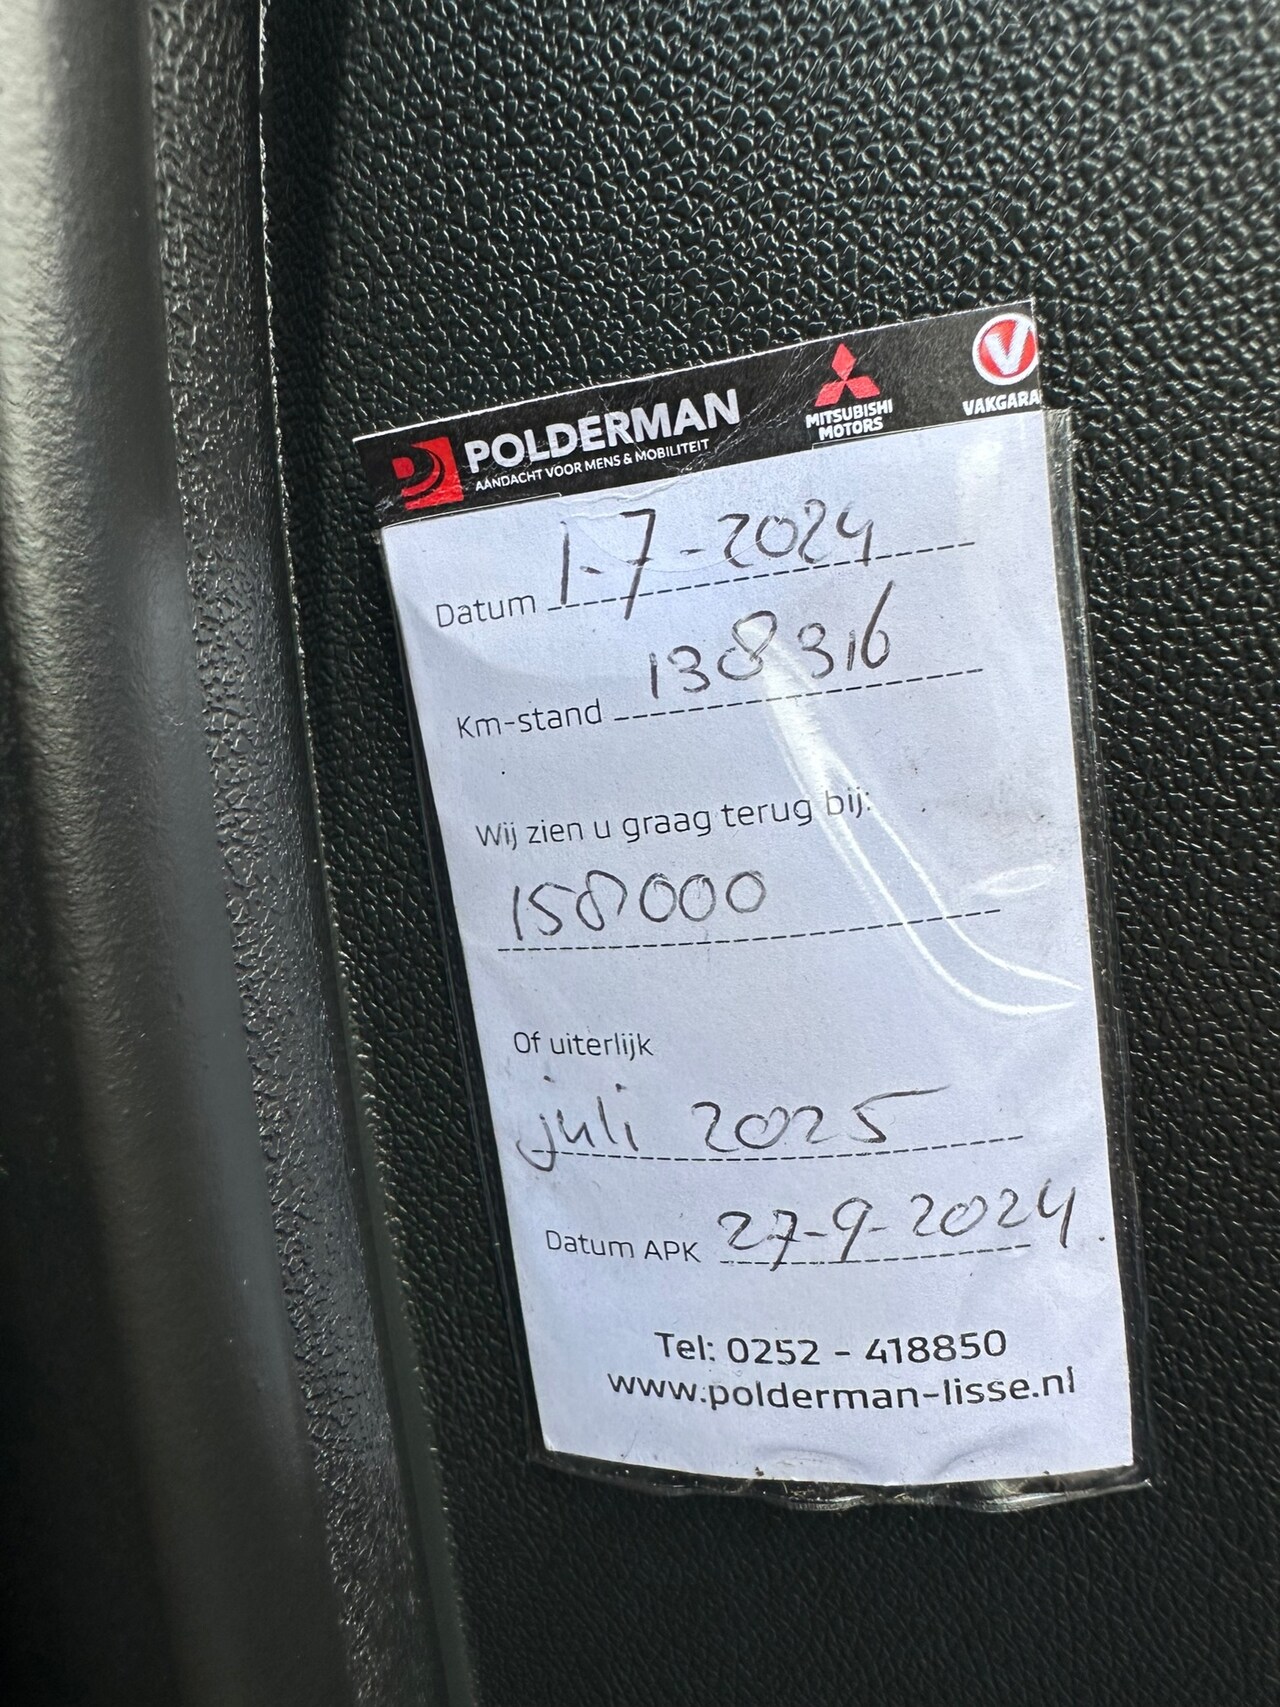 POLDERMAN
AANDACHT VOOR MENS & MOBILITEIT
MITSUBISHI
MOTORS
V
VAKGARA
Datum 1-7-2024
Km-stand 138316
Wij zien u graag terug bij:
158000
Of uiterlijk
juli 2025
Datum APK 27-9-2024.
Tel: 0252 - 418850
www.polderman-lisse.nl